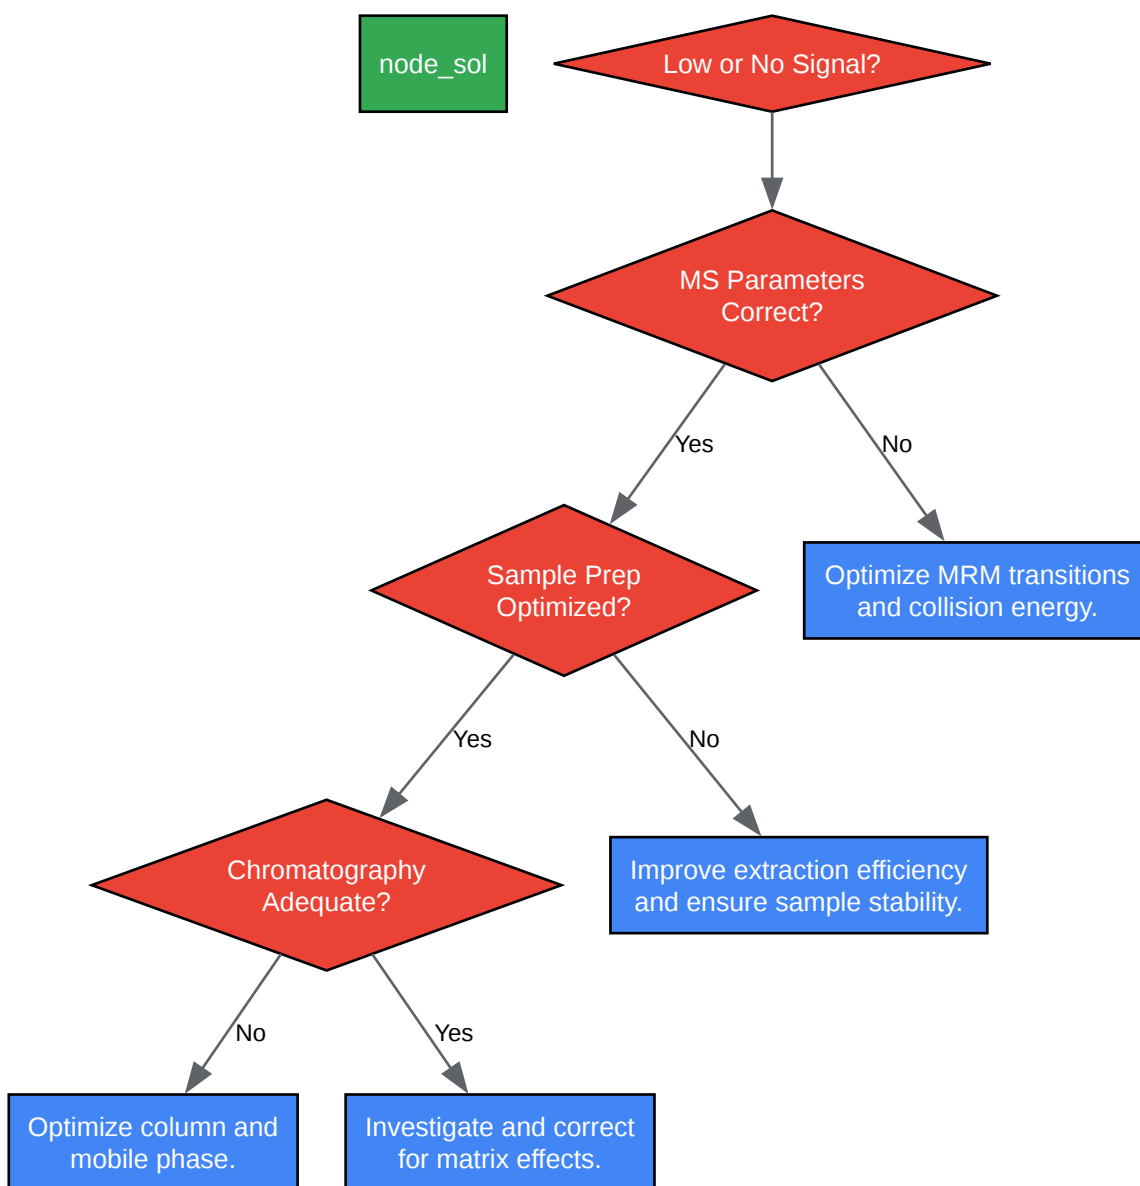 node_sol
Low or No Signal?
MS Parameters
Correct?
Yes
No
Sample Prep
Optimized?
Optimize MRM transitions
and collision energy.
Yes
No
Chromatography
Adequate?
Improve extraction efficiency
and ensure sample stability.
No
Yes
Optimize column and
mobile phase.
Investigate and correct
for matrix effects.